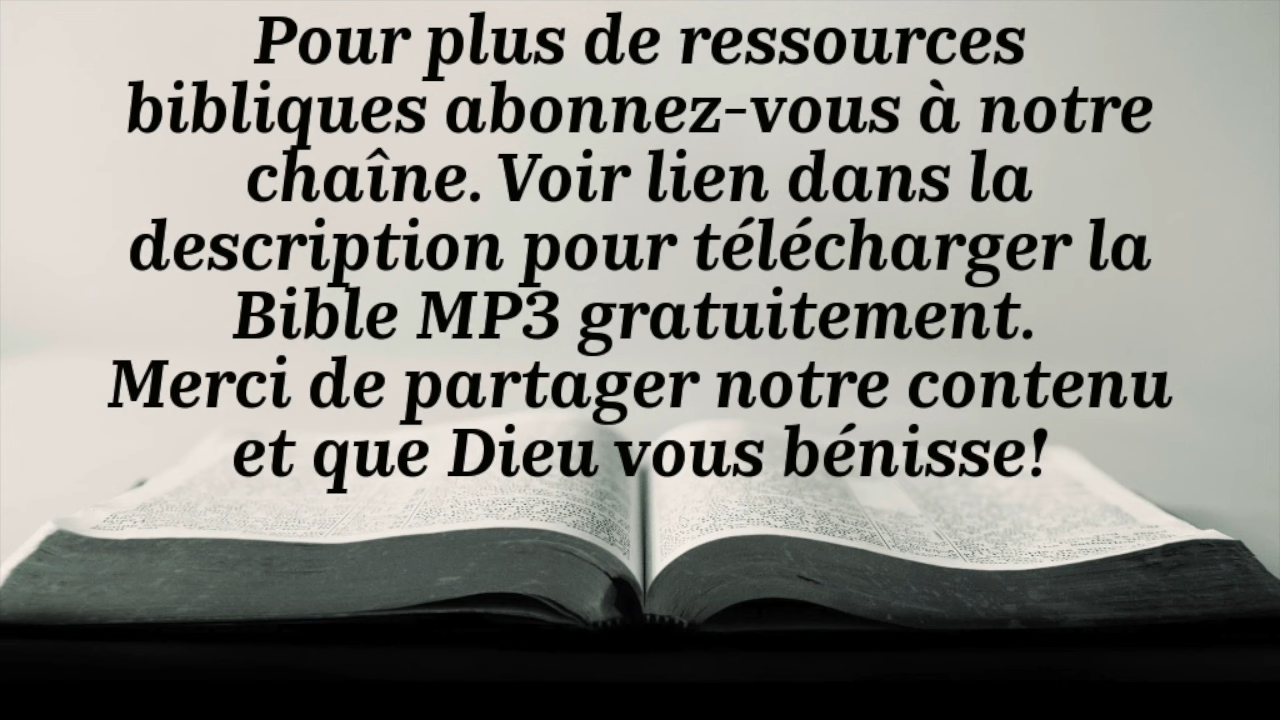 Pour plus de ressources
bibliques abonnez-vous à notre
chaîne. Voir lien dans la
description pour télécharger la
Bible MP3 gratuitement.
Merci de partager notre contenu
et que Dieu vous bénisse!